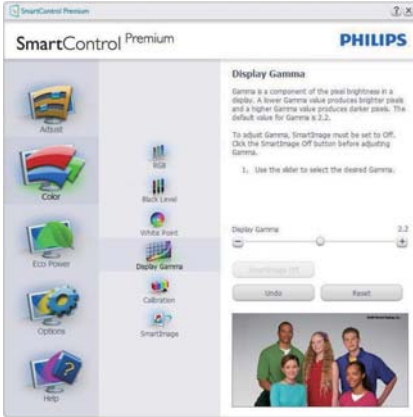 SmartControl Premium
SmartControl Premium
PHILIPS
Adjust
Color
Eco Power
Options
Help
RGB
Black Level
White Point
Display Gamma
Calibration
SmartImage
Display Gamma
Gamma is a component of the pixel brightness in a
display. A lower Gamma value produces brighter pixels
and a higher Gamma value produces darker pixels. The
default value for Gamma is 2.2.
To adjust Gamma, SmartImage must be set to Off.
Click the SmartImage Off button before adjusting
Gamma.
1. Use the slider to select the desired Gamma.
Display Gamma 2.2
SmartImage Off
Undo Reset